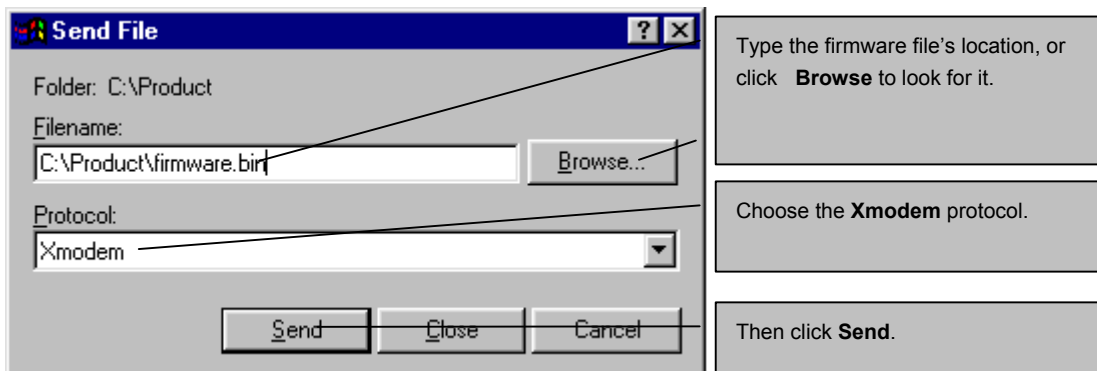 Send File
Folder: C:\Product
Filename:
C:\Product\firmware.bin
Browse...
Protocol:
Xmodem
Send
Close
Cancel
Type the firmware file's location, or
click Browse to look for it.
Choose the Xmodem protocol.
Then click Send.